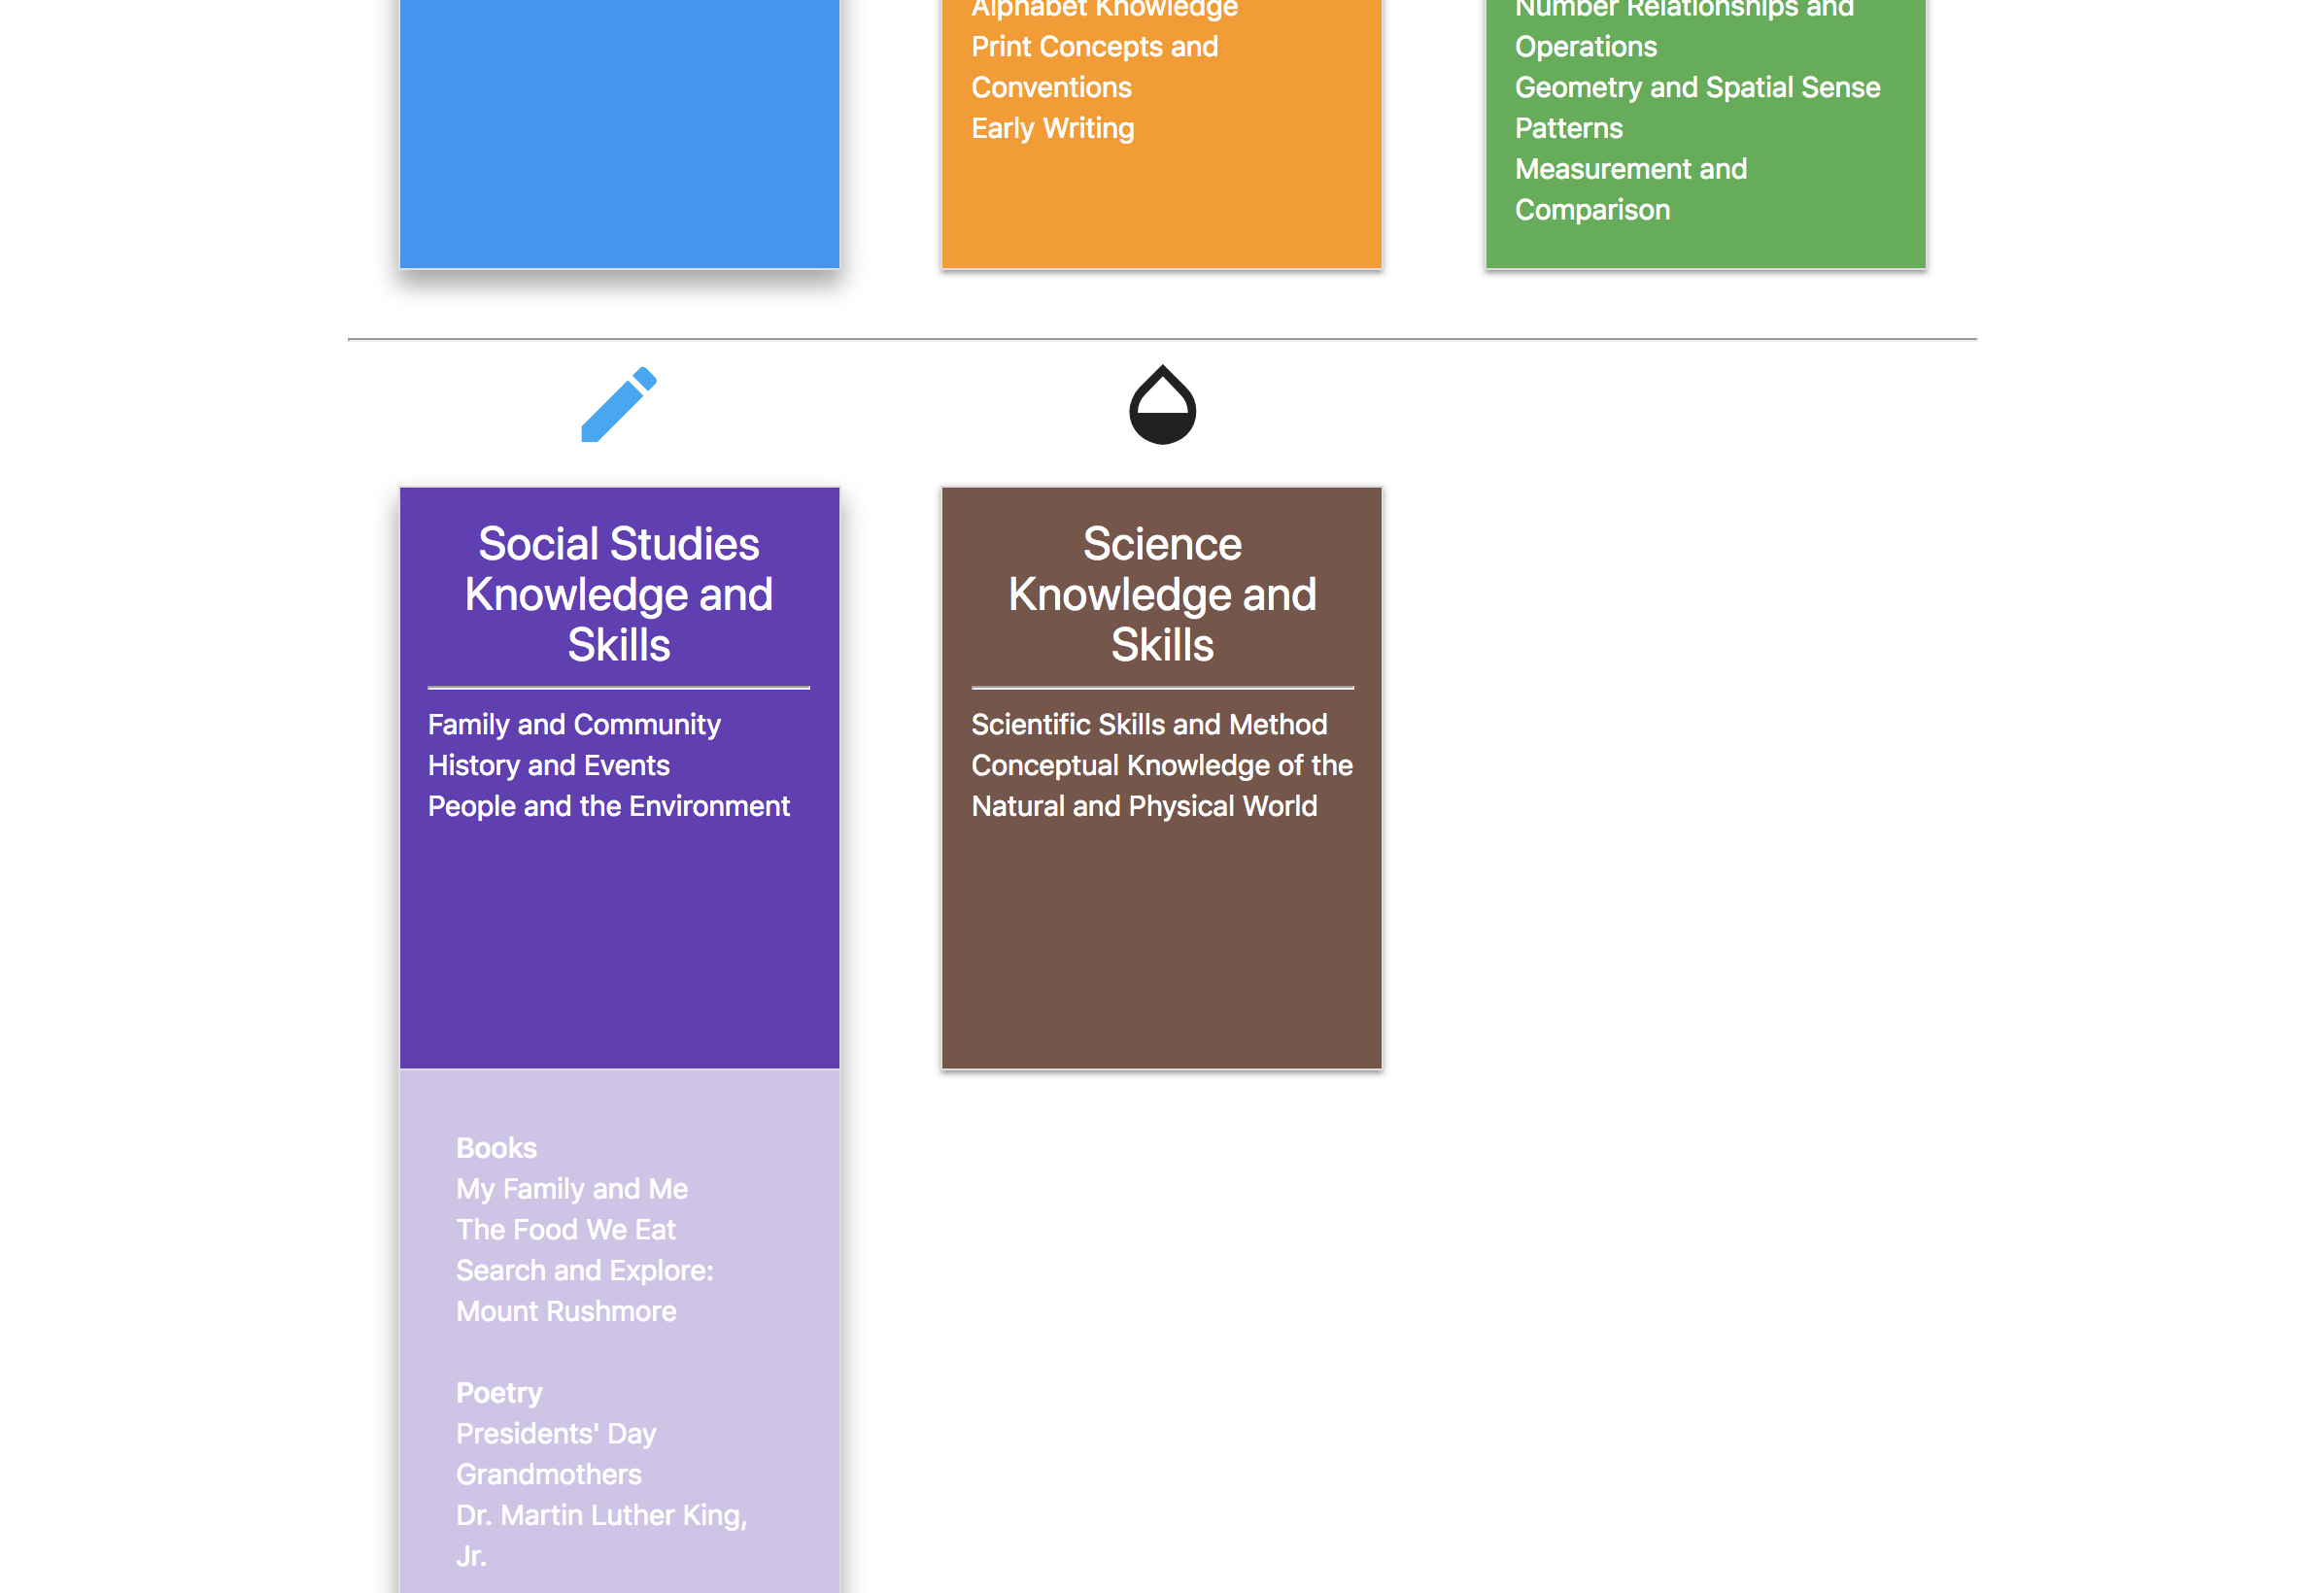 Alphabet Knowledge
Print Concepts and
Conventions
Early Writing
Number Relationships and
Operations
Geometry and Spatial Sense
Patterns
Measurement and
Comparison
Social Studies
Knowledge and
Skills
Family and Community
History and Events
People and the Environment
Books
My Family and Me
The Food We Eat
Search and Explore:
Mount Rushmore
Poetry
Presidents' Day
Grandmothers
Dr. Martin Luther King,
Jr.
Science
Knowledge and
Skills
Scientific Skills and Method
Conceptual Knowledge of the
Natural and Physical World